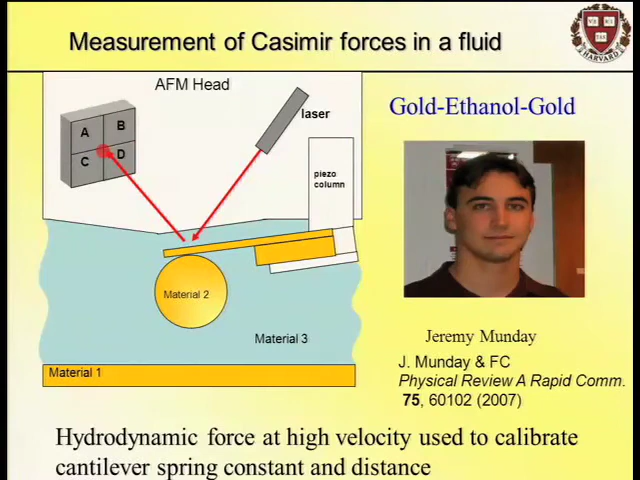 Measurement of Casimir forces in a fluid
HARVARD
AFM Head
A
B
C
D
laser
piezo
column
Material 2
Material 3
Material 1
Gold-Ethanol-Gold
Jeremy Munday
J. Munday & FC
Physical Review A Rapid Comm.
75, 60102 (2007)
Hydrodynamic force at high velocity used to calibrate
cantilever spring constant and distance